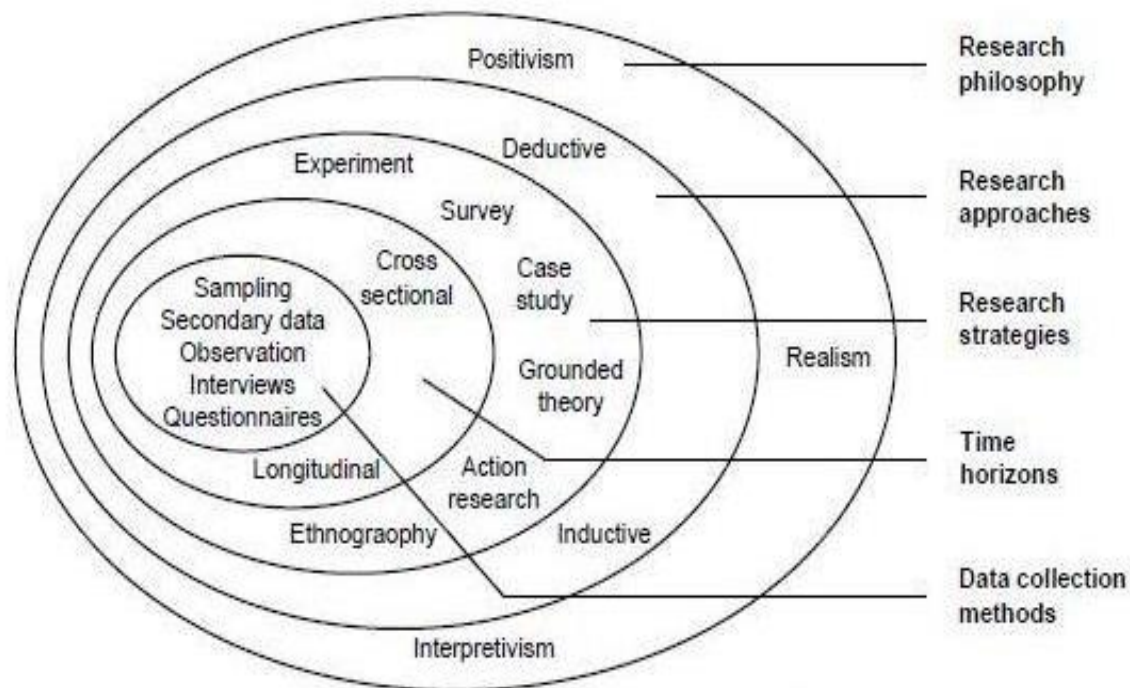 Positivism
Research
philosophy
Deductive
Experiment
Research
approaches
Survey
Cross
sectional
Case
study
Sampling
Secondary data
Observation
Interviews
Questionnaires
Research
strategies
Realism
Grounded
theory
Time
horizons
Longitudinal
Action
research
Ethnograophy
Inductive
Data collection
methods
Interpretivism